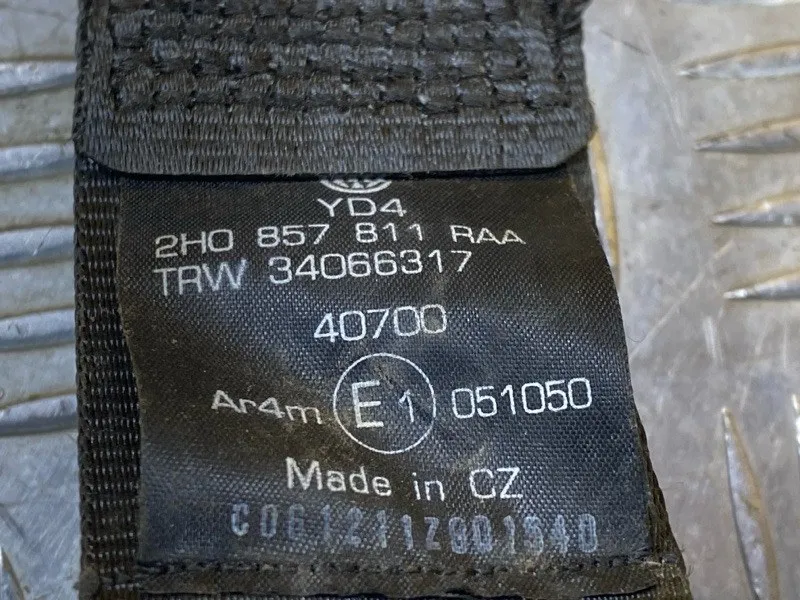 YD4
2H0 857 811 RAA
TRW 34066317
40700
Ar4m E1 051050
Made in CZ